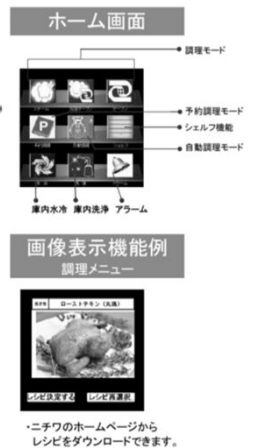 ホーム画面
調理モード
予約調理モード
シェルフ機能
自動調理モード
庫内水冷 庫内洗浄 アラーム
画像表示機能例
調理メニュー
ローストチキン（丸鶏）
レシピ決定する レシピ再選択
・ニチワのホームページから
レシピをダウンロードできます。